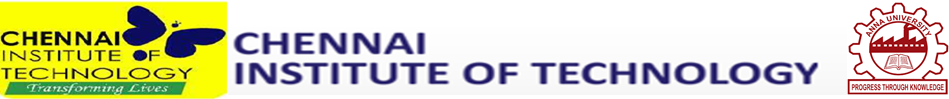 CHENNAI
INSTITUTE OF
TECHNOLOGY
Transforming Lives
CHENNAI
INSTITUTE OF TECHNOLOGY
ANNA UNIVERSITY
PROGRESS THROUGH KNOWLEDGE